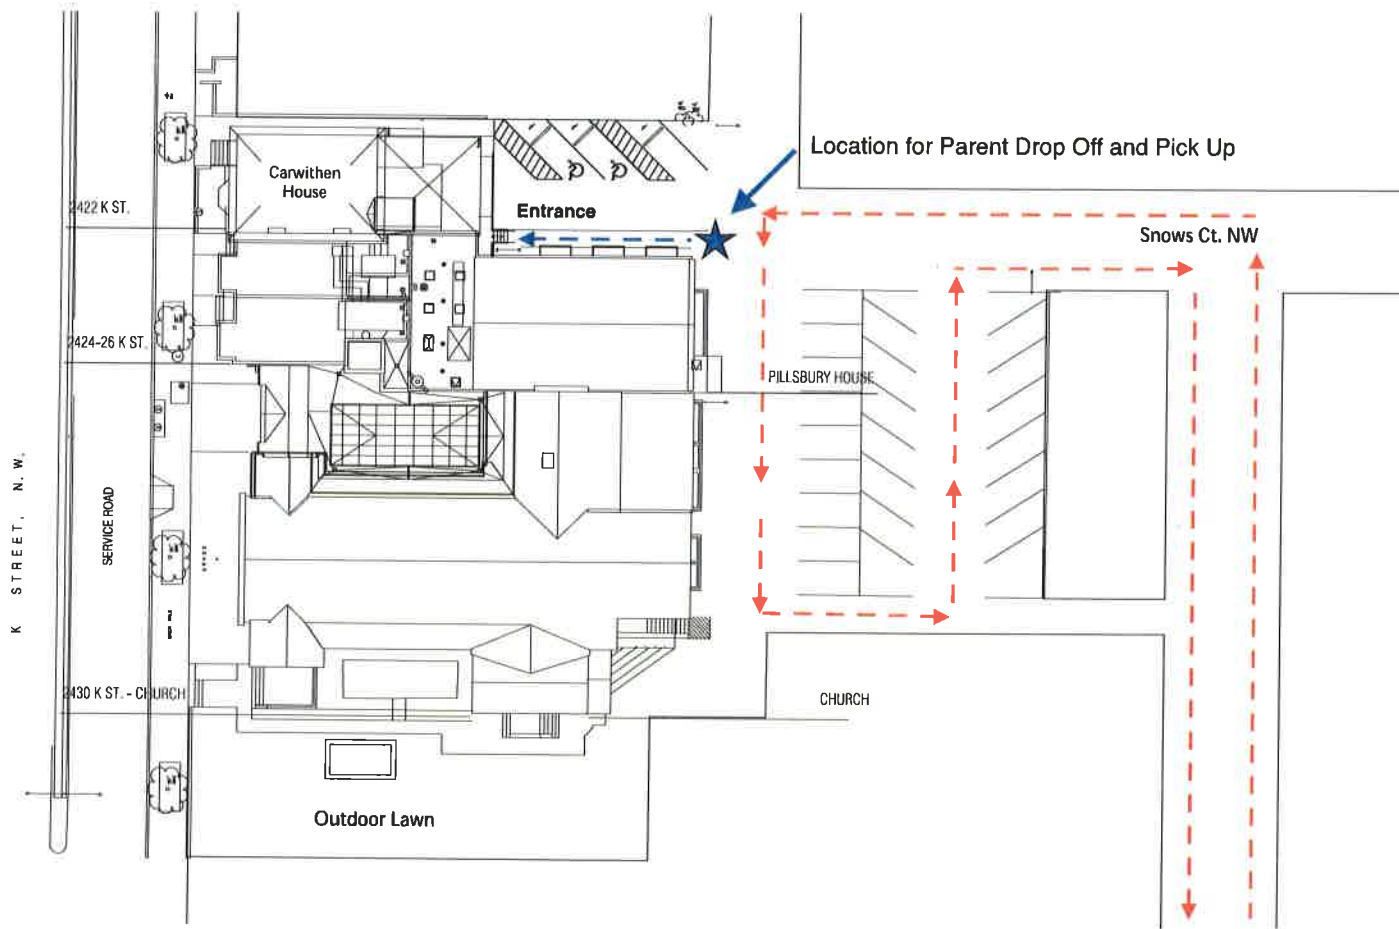 Location for Parent Drop Off and Pick Up
Carwithen
House
2422 K ST.
Entrance
Snows Ct. NW
2424-26 K ST.
PILLSBURY HOUSE
K STREET, N.W.
SERVICE ROAD
2430 K ST. - CHURCH
CHURCH
Outdoor Lawn